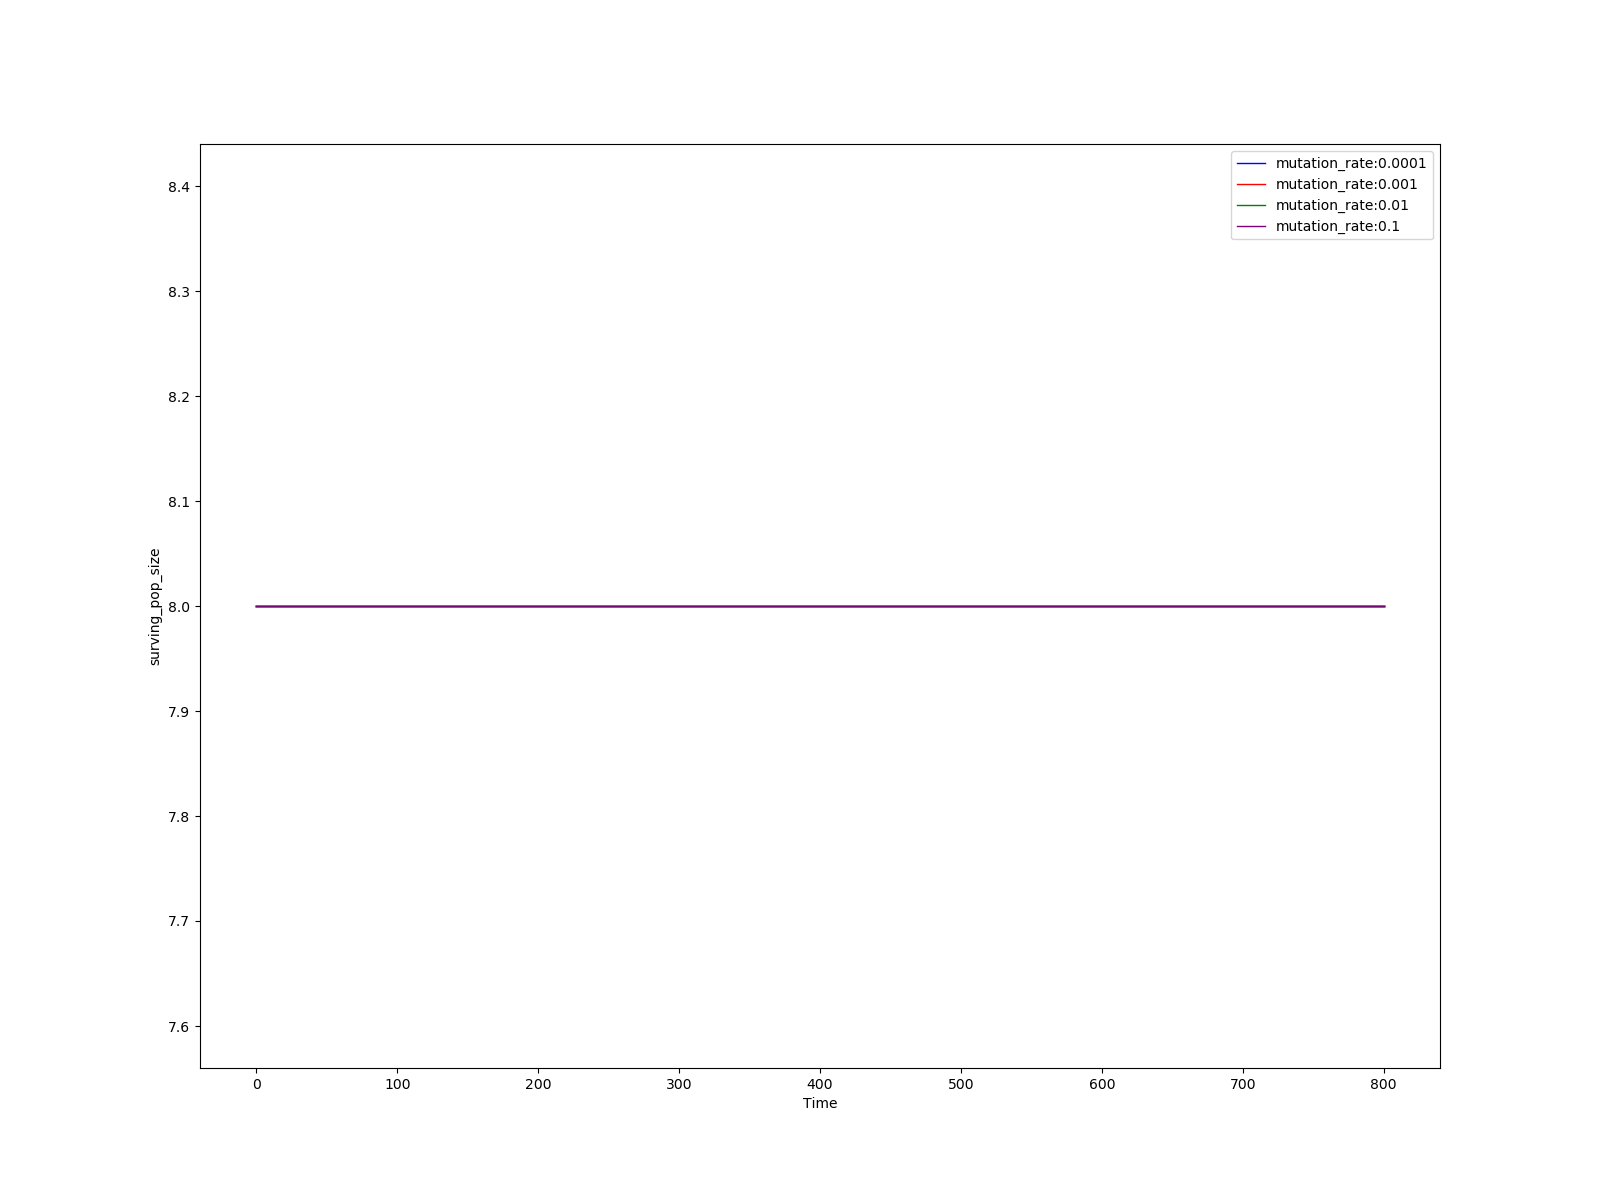 mutation_rate:0.0001
mutation_rate:0.001
mutation_rate:0.01
mutation_rate:0.1
8.4
8.3
8.2
8.1
8.0
7.9
7.8
7.7
7.6
surving_pop_size
0 100 200 300 400 500 600 700 800
Time